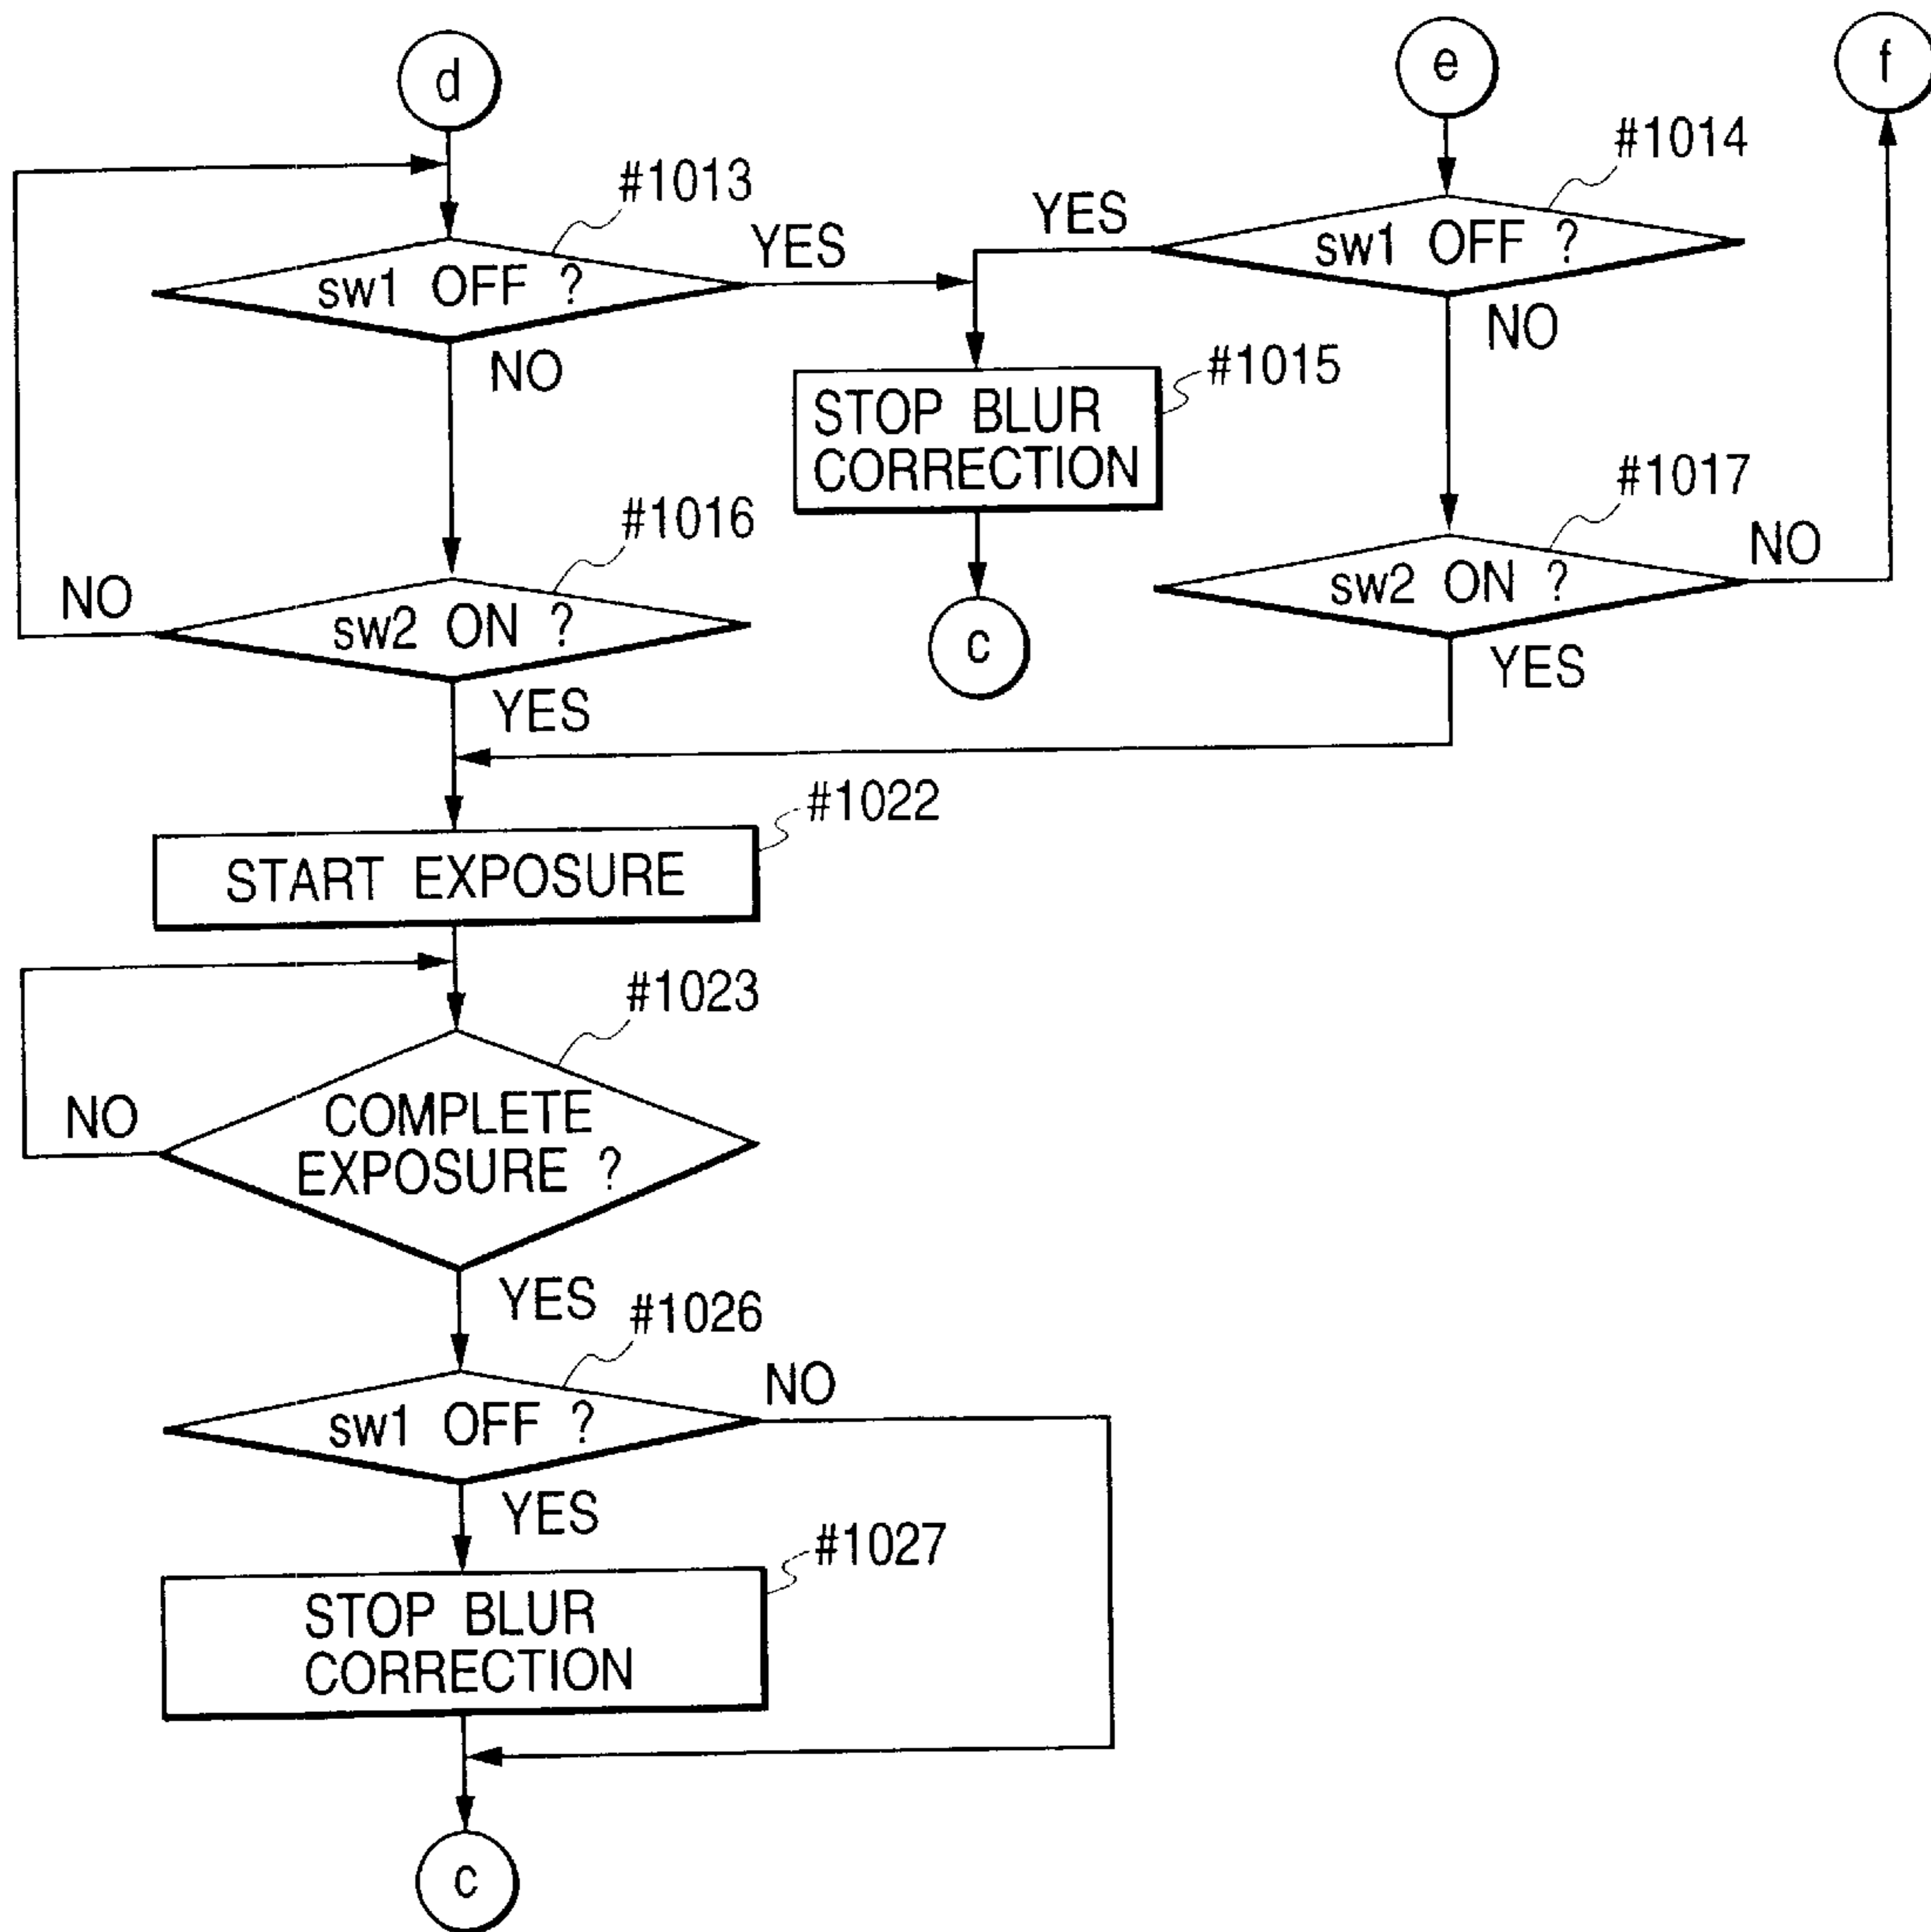 d
e
f
#1013
sw1 OFF ?
YES
NO
#1014
YES
sw1 OFF ?
NO
#1015
STOP BLUR
CORRECTION
c
#1016
NO
sw2 ON ?
YES
#1017
NO
sw2 ON ?
YES
#1022
START EXPOSURE
#1023
NO
COMPLETE
EXPOSURE ?
YES
#1026
NO
sw1 OFF ?
YES
#1027
STOP BLUR
CORRECTION
c